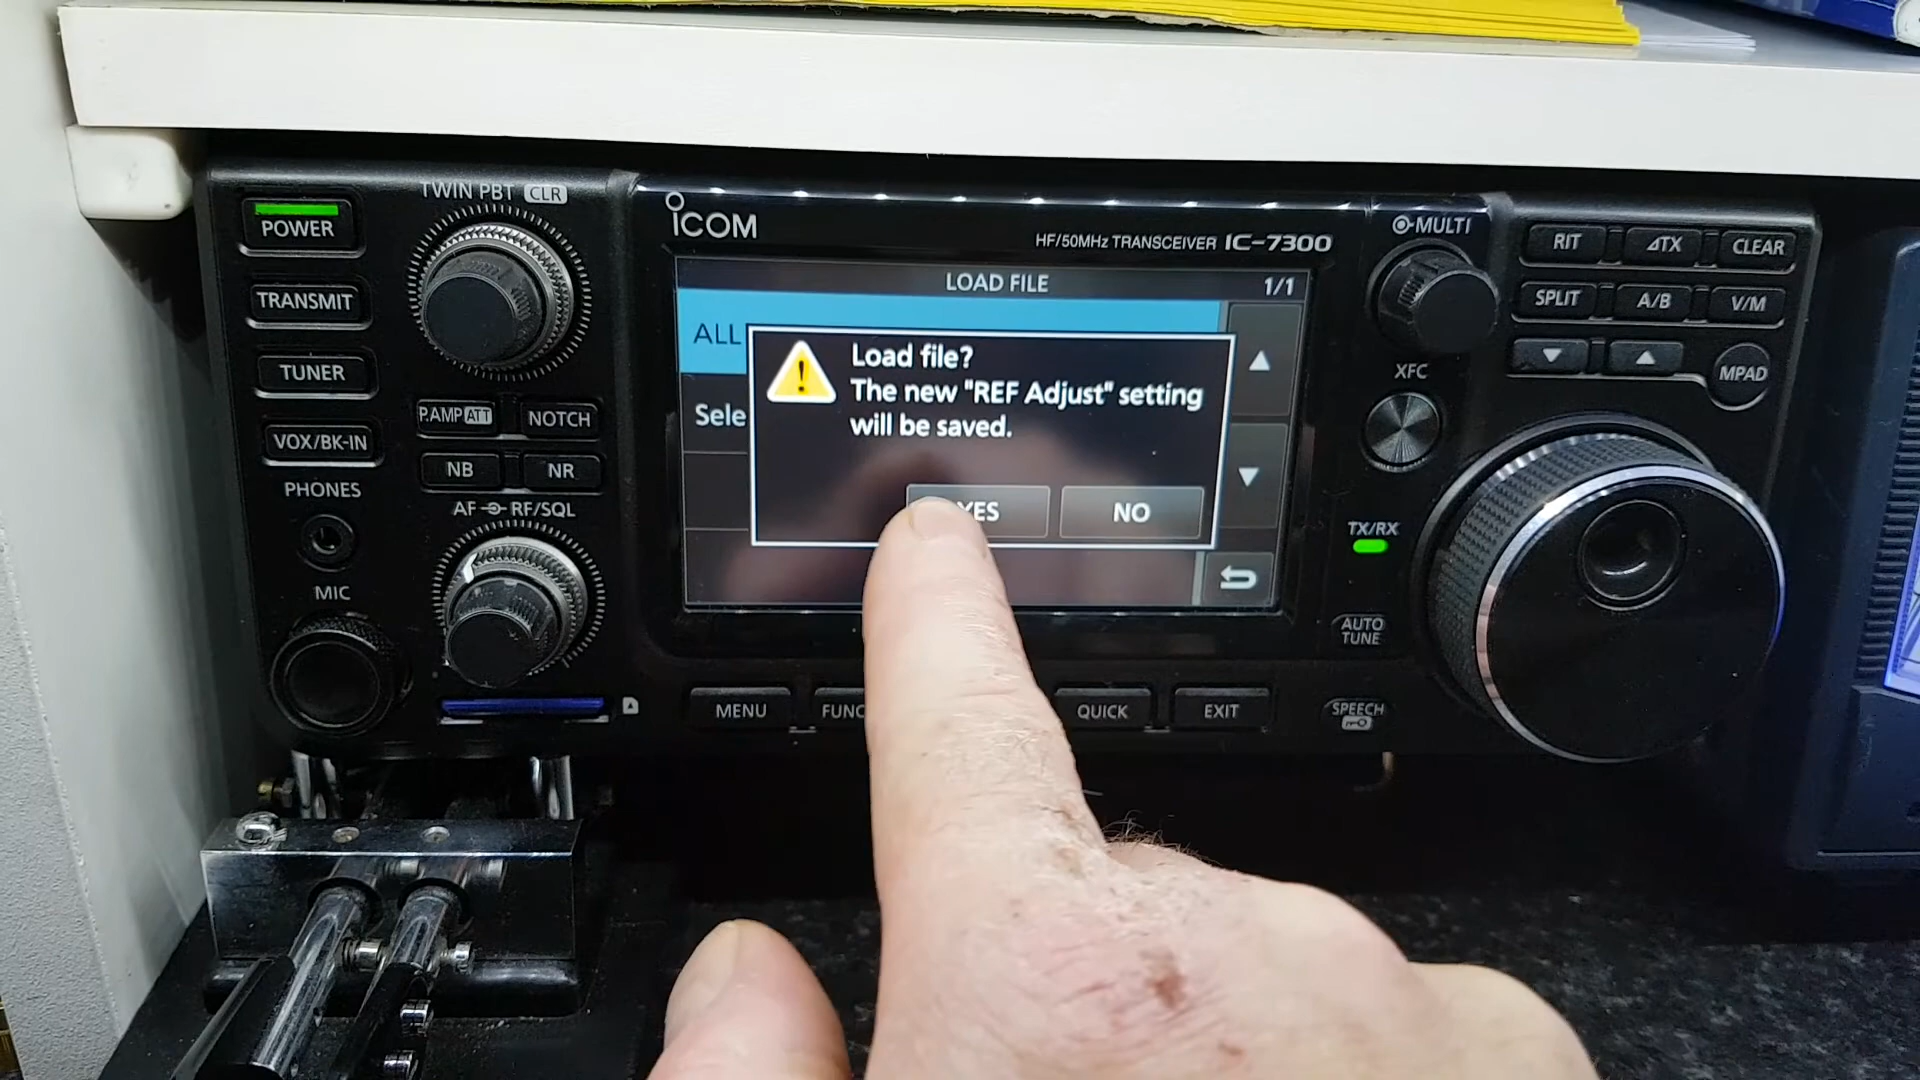 TWIN PBT CLR
POWER
TRANSMIT
TUNER
VOX/BK-IN
PHONES
MIC
P.AMP ATT
NOTCH
NB
NR
AF RF/SQL
ICOM
HF/50MHz TRANSCEIVER IC-7300
LOAD FILE
1/1
ALL
Sele
Load file?
The new "REF Adjust" setting
will be saved.
YES
NO
MENU
FUNC
QUICK
EXIT
MULTI
XFC
TX/RX
AUTO
TUNE
SPEECH
RIT
ΔTX
CLEAR
SPLIT
A/B
V/M
MPAD